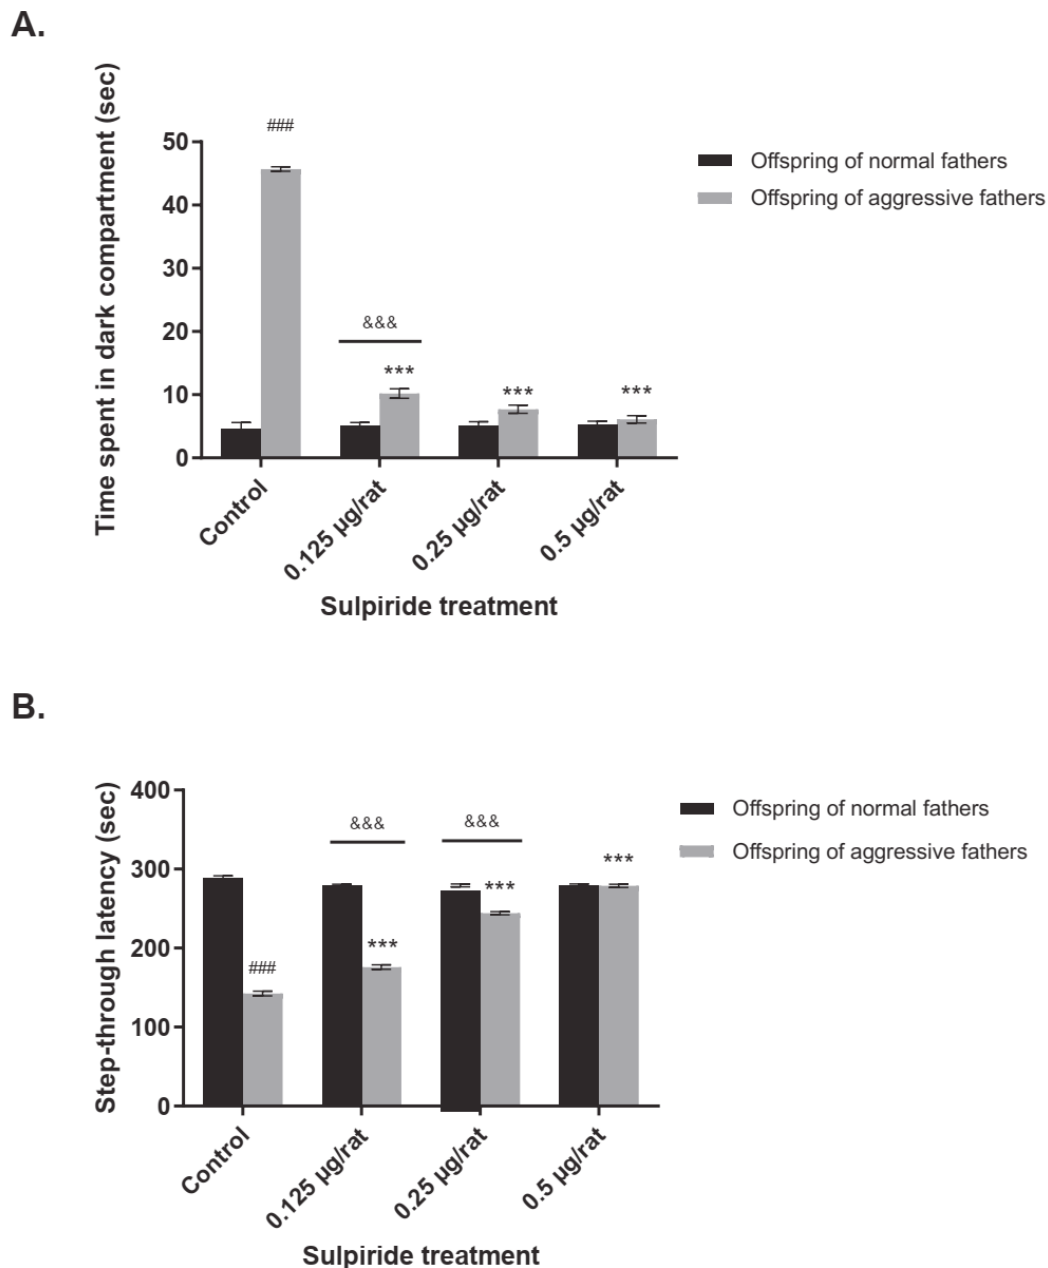 A.
Time spent in dark compartment (sec)
50
40
30
20
10
0
###
&&&
***
***
***
Offspring of normal fathers
Offspring of aggressive fathers
Control
0.125 µg/rat
0.25 µg/rat
0.5 µg/rat
Sulpiride treatment
B.
Step-through latency (sec)
400
300
200
100
0
###
&&&
***
&&&
***
***
Offspring of normal fathers
Offspring of aggressive fathers
Control
0.125 µg/rat
0.25 µg/rat
0.5 µg/rat
Sulpiride treatment